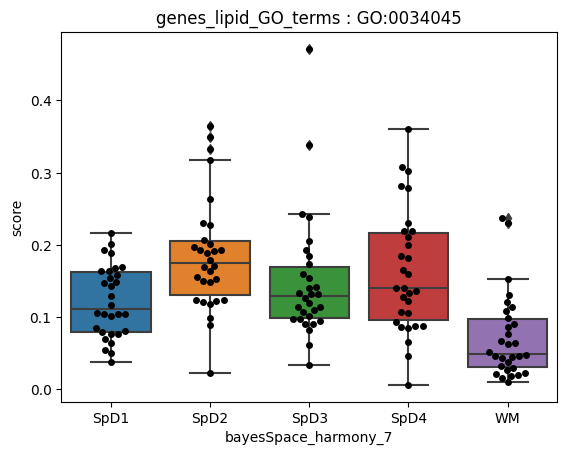 genes_lipid_GO_terms : GO:0034045
score
0.4
0.3
0.2
0.1
0.0
SpD1 SpD2 SpD3 SpD4 WM
bayesSpace_harmony_7